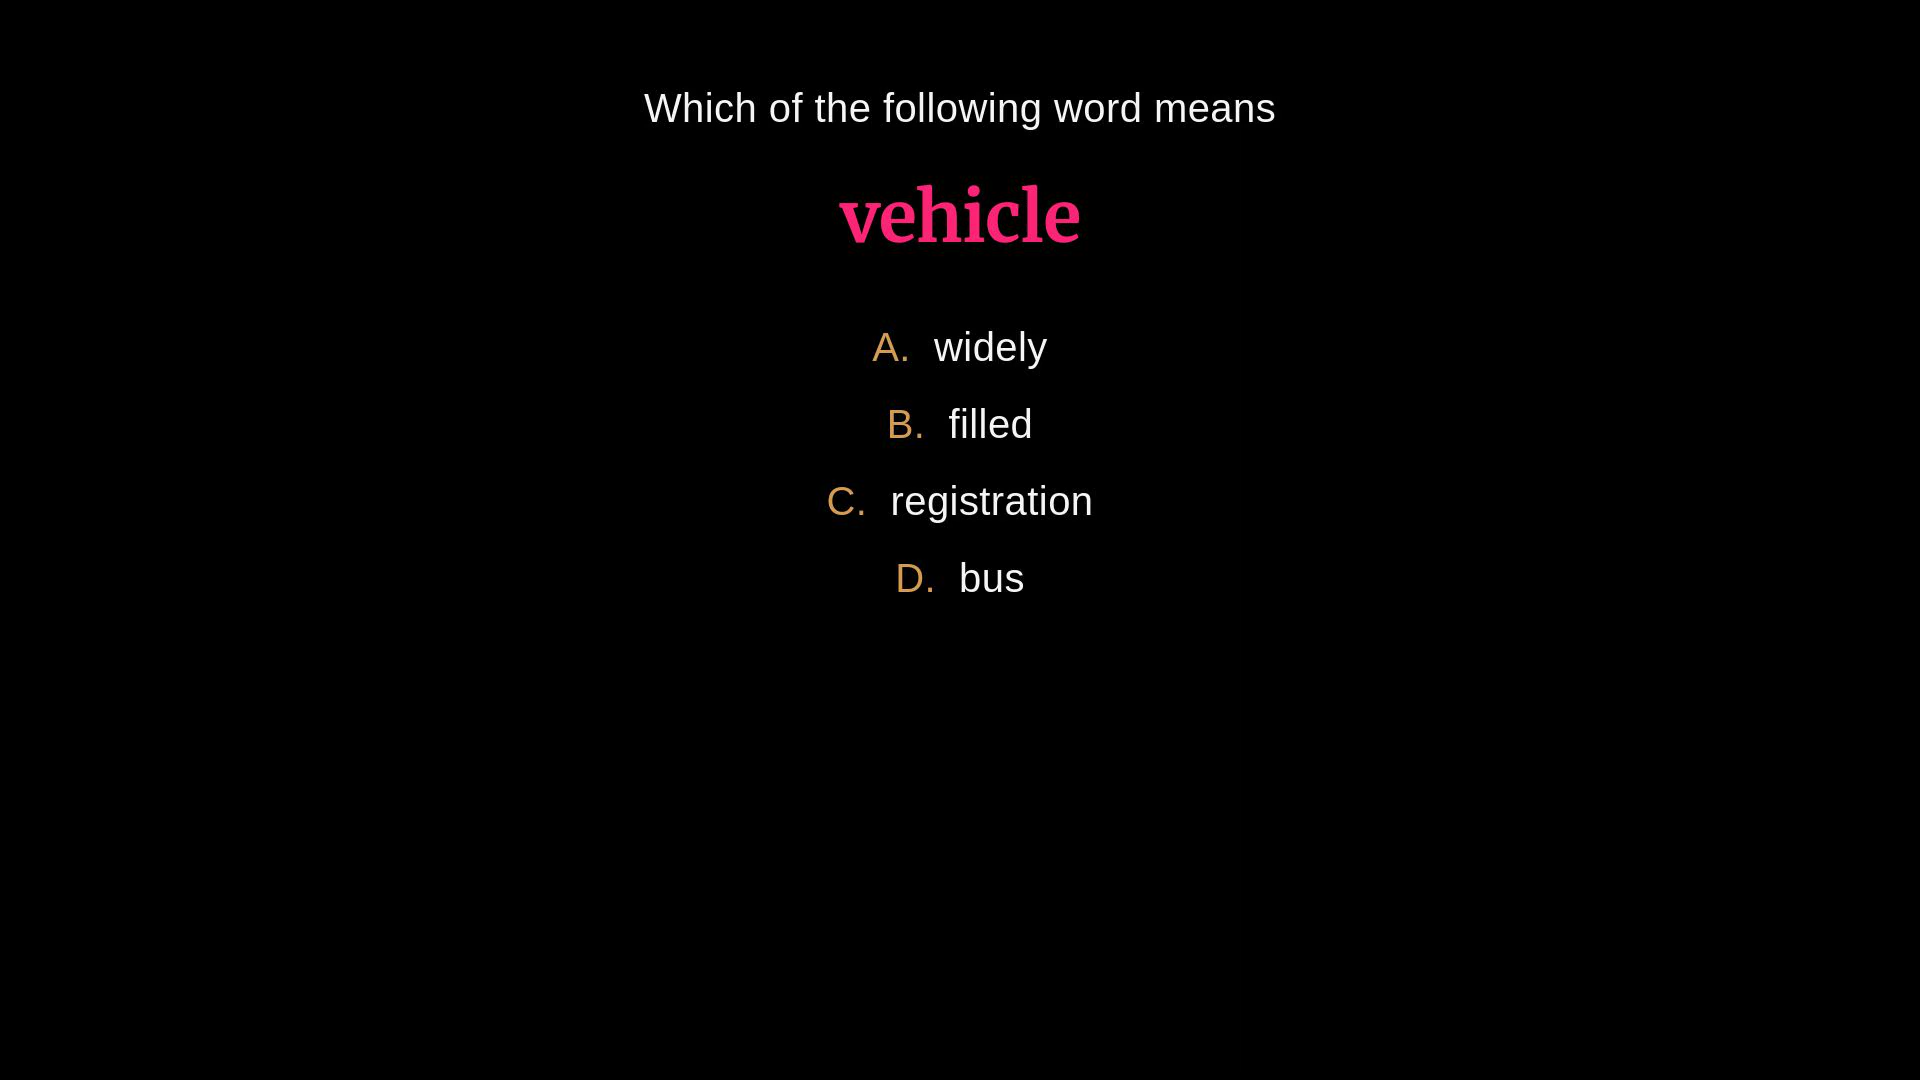 Which of the following word means
vehicle
A. widely
B. filled
C. registration
D. bus